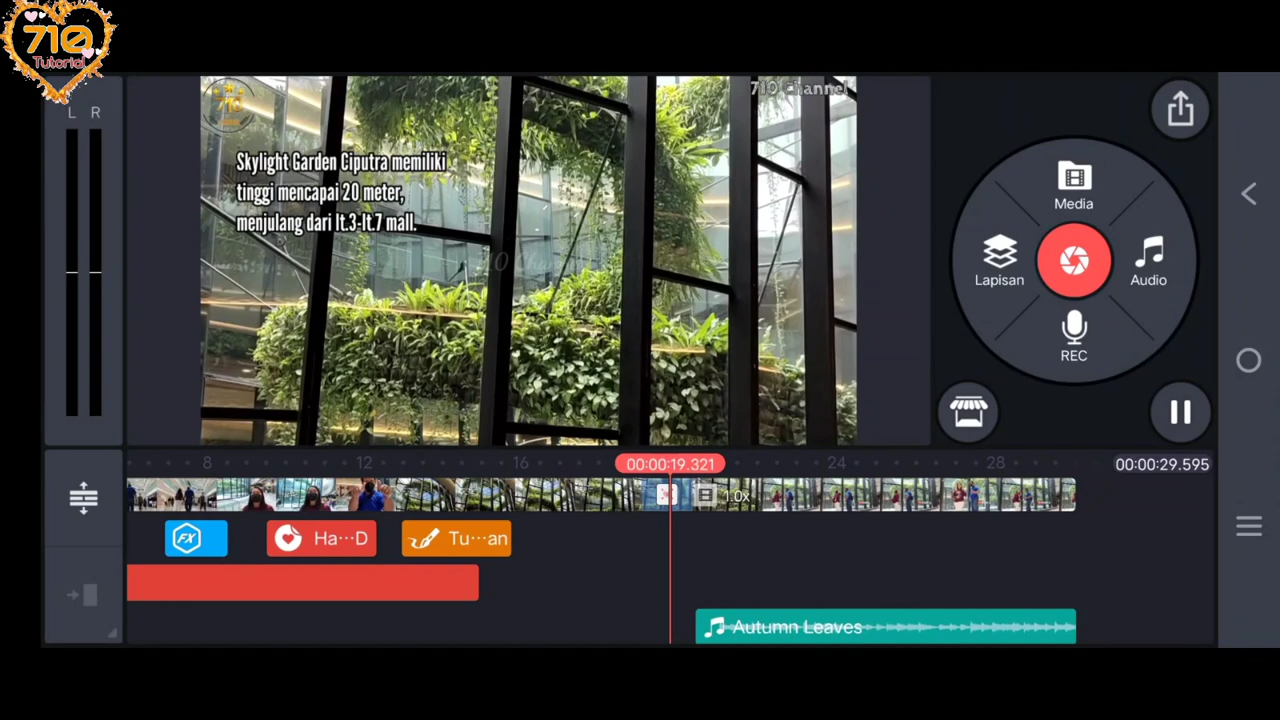 710
Tutorial
L R
710
710 Channel
Skylight Garden Ciputra memiliki
tinggi mencapai 20 meter,
menjulang dari lt.3-lt.7 mall.
Media
Lapisan
Audio
REC
8 12 16 00:00:19.321 24 28 00:00:29.595
1.0x
FX Ha···D Tu···an
Autumn Leaves